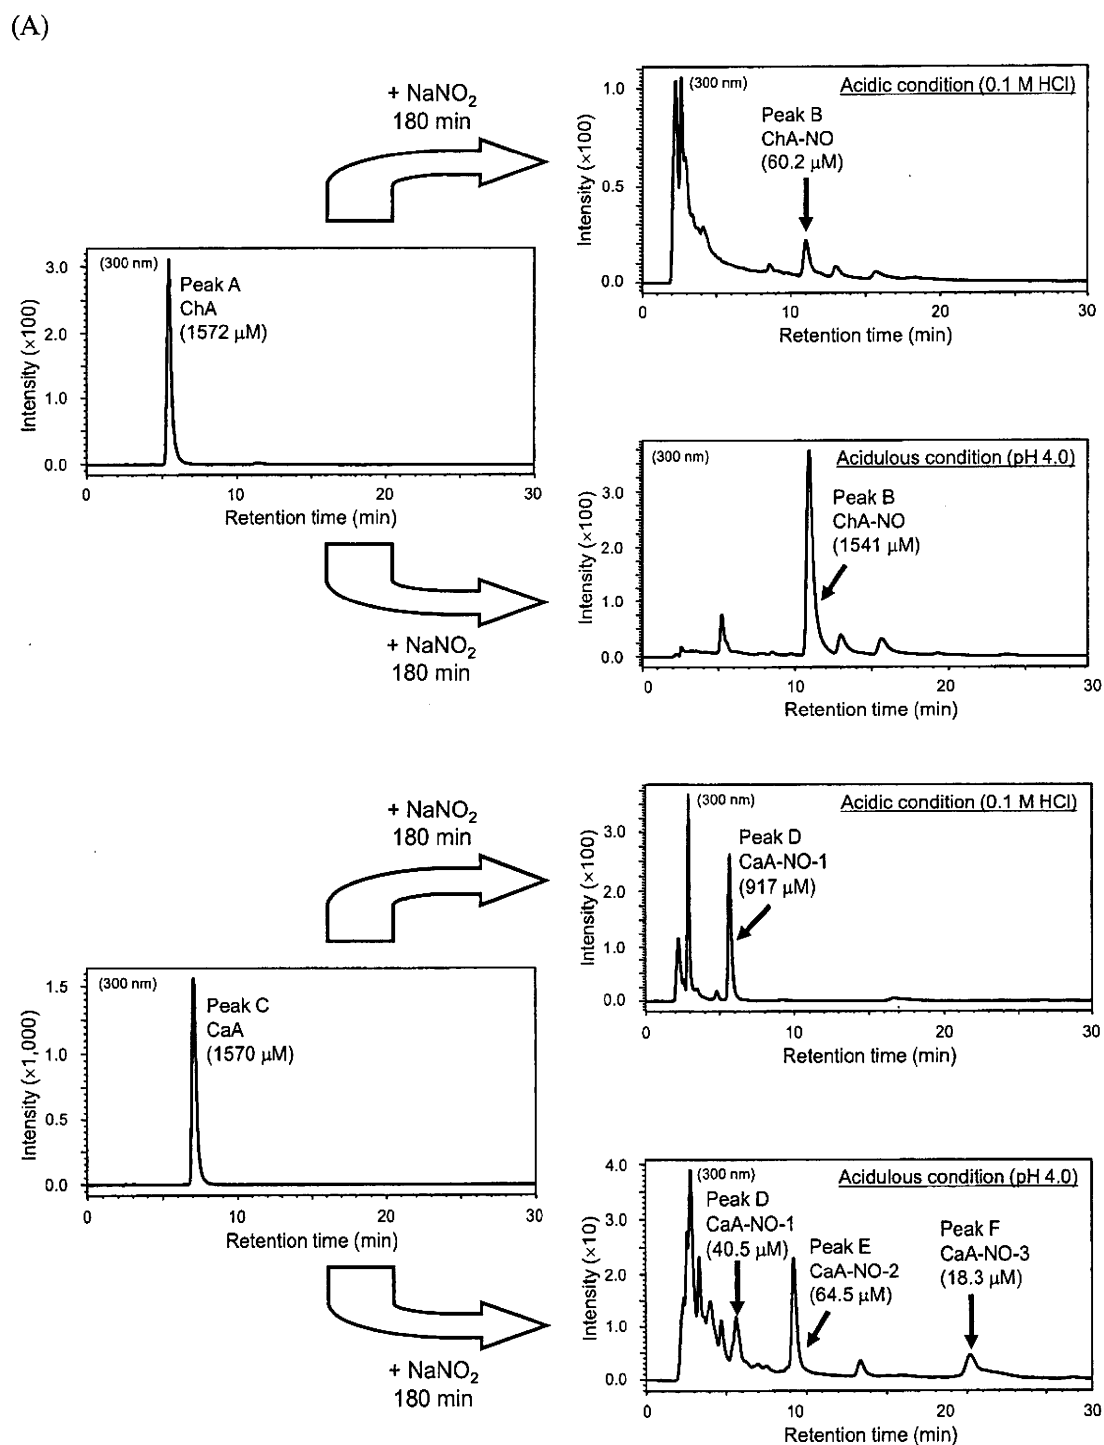 (A)
+ NaNO2
180 min
(300 nm)
Acidic condition (0.1 M HCl)
Peak B
ChA-NO
(60.2 µM)
Intensity (×100)
1.0
0.5
0.0
0 10 20 30
Retention time (min)
(300 nm)
Peak A
ChA
(1572 µM)
Intensity (×100)
3.0
2.0
1.0
0.0
0 10 20 30
Retention time (min)
+ NaNO2
180 min
(300 nm)
Acidulous condition (pH 4.0)
Peak B
ChA-NO
(1541 µM)
Intensity (×100)
3.0
2.0
1.0
0.0
0 10 20 30
Retention time (min)
+ NaNO2
180 min
(300 nm)
Acidic condition (0.1 M HCl)
Peak D
CaA-NO-1
(917 µM)
Intensity (×100)
3.0
2.0
1.0
0.0
0 10 20 30
Retention time (min)
(300 nm)
Peak C
CaA
(1570 µM)
Intensity (×1,000)
1.5
1.0
0.5
0.0
0 10 20 30
Retention time (min)
+ NaNO2
180 min
(300 nm)
Acidulous condition (pH 4.0)
Peak D
CaA-NO-1
(40.5 µM)
Peak E
CaA-NO-2
(64.5 µM)
Peak F
CaA-NO-3
(18.3 µM)
Intensity (×10)
4.0
3.0
2.0
1.0
0.0
0 10 20 30
Retention time (min)